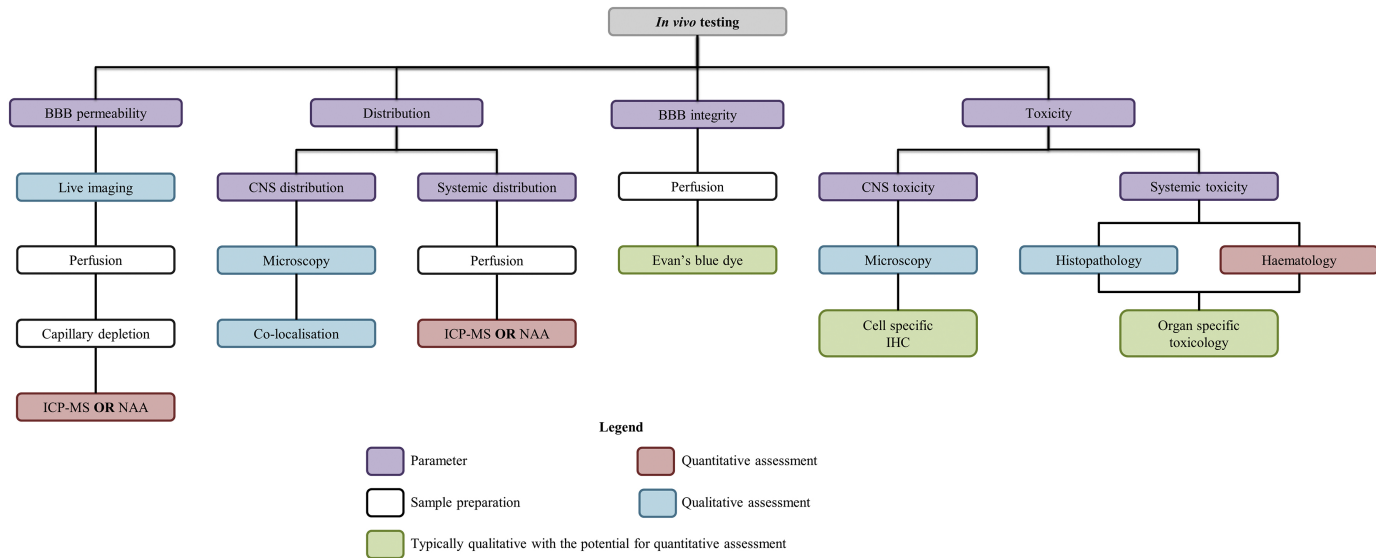 In vivo testing
BBB permeability
Distribution
BBB integrity
Toxicity
Live imaging
CNS distribution
Systemic distribution
Perfusion
CNS toxicity
Systemic toxicity
Perfusion
Microscopy
Perfusion
Evan's blue dye
Microscopy
Histopathology
Haematology
Capillary depletion
Co-localisation
ICP-MS OR NAA
Cell specific
IHC
Organ specific
toxicology
ICP-MS OR NAA
Legend
Parameter
Quantitative assessment
Sample preparation
Qualitative assessment
Typically qualitative with the potential for quantitative assessment